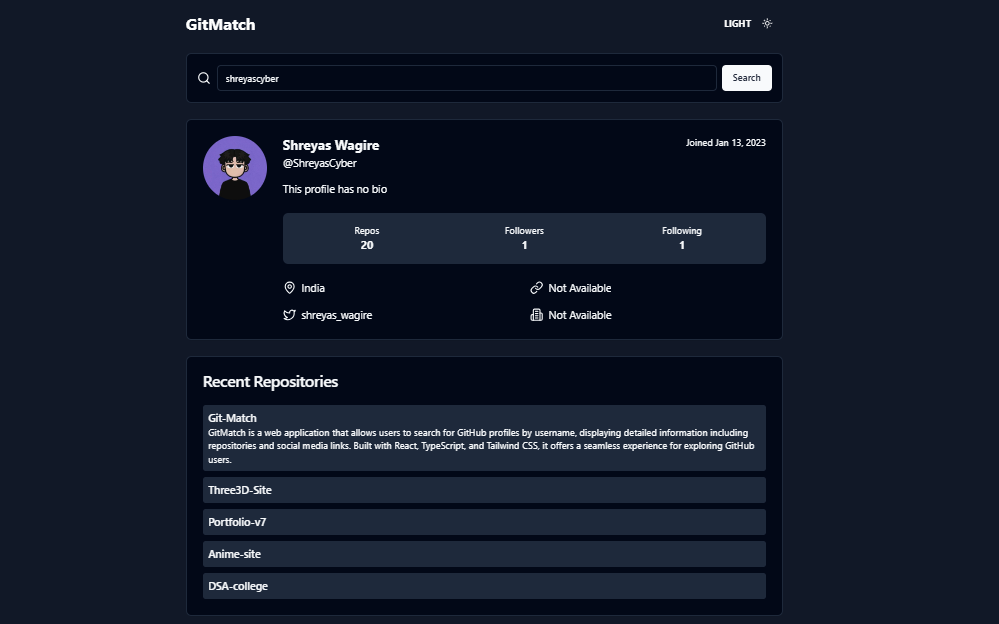 GitMatch
LIGHT
shreyascyber
Search
Shreyas Wagire
Joined Jan 13, 2023
@ShreyasCyber
This profile has no bio
Repos
Followers
Following
20
1
1
India
Not Available
shreyas_wagire
Not Available
Recent Repositories
Git-Match
GitMatch is a web application that allows users to search for GitHub profiles by username, displaying detailed information including
repositories and social media links. Built with React, TypeScript, and Tailwind CSS, it offers a seamless experience for exploring GitHub
users.
Three3D-Site
Portfolio-v7
Anime-site
DSA-college